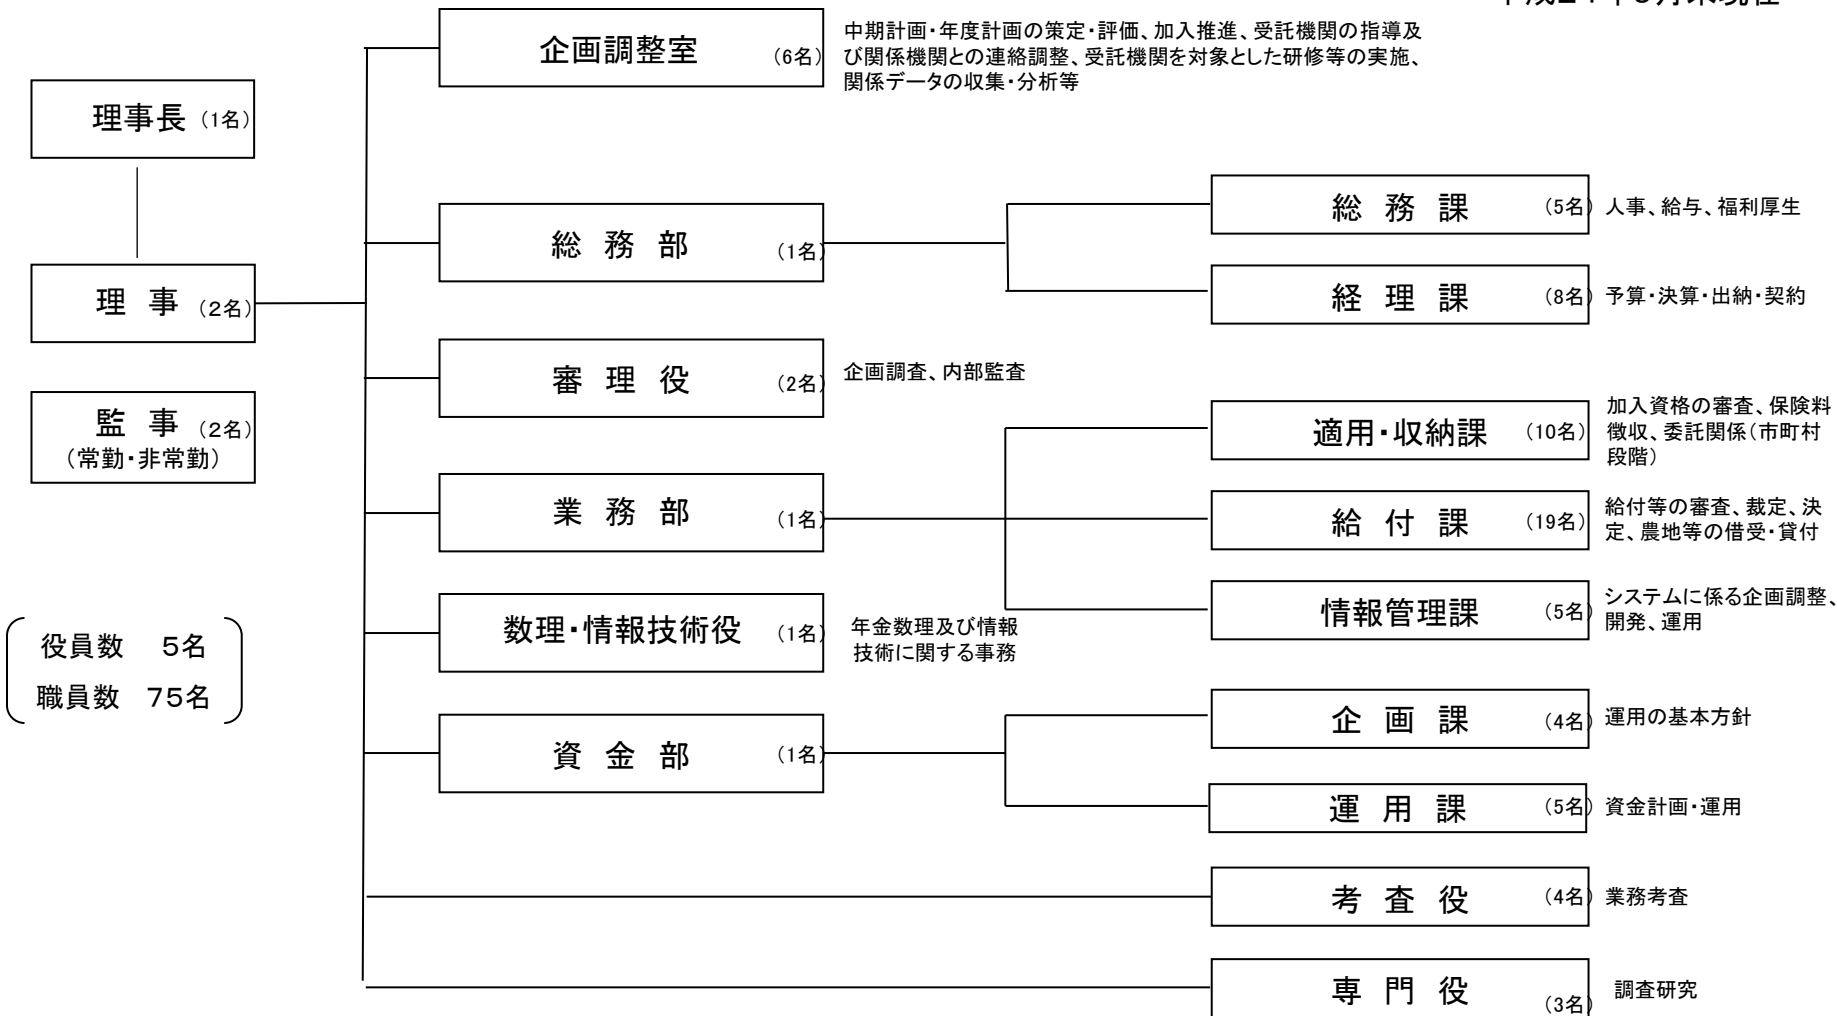 企画調整室 (6名)
中期計画・年度計画の策定・評価、加入推進、受託機関の指導及
び関係機関との連絡調整、受託機関を対象とした研修等の実施、
関係データの収集・分析等
理事長 (1名)
理 事 (2名)
監 事 (2名)
(常勤・非常勤)
役員数 5名
職員数 75名
総 務 部 (1名)
総 務 課 (5名)
人事、給与、福利厚生
経 理 課 (8名)
予算・決算・出納・契約
審 理 役 (2名)
企画調査、内部監査
業 務 部 (1名)
適用・収納課 (10名)
加入資格の審査、保険料
徴収、委託関係(市町村
段階)
給 付 課 (19名)
給付等の審査、裁定、決
定、農地等の借受・貸付
情報管理課 (5名)
システムに係る企画調整、
開発、運用
数理・情報技術役 (1名)
年金数理及び情報
技術に関する事務
資 金 部 (1名)
企 画 課 (4名)
運用の基本方針
運 用 課 (5名)
資金計画・運用
考 査 役 (4名)
業務考査
専 門 役 (3名)
調査研究